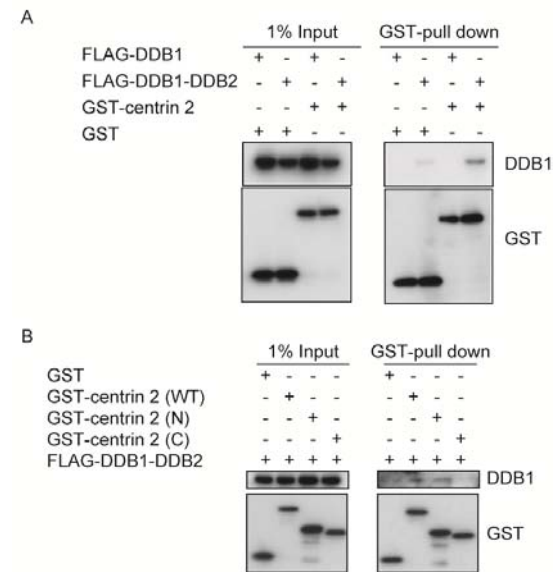 A
1% Input GST-pull down
FLAG-DDB1 + - + - + - + -
FLAG-DDB1-DDB2 - + - + - + - +
GST-centrin 2 - - + + - - + +
GST + + - - + + - -
DDB1
GST
B
1% Input GST-pull down
GST + - - - + - - -
GST-centrin 2 (WT) - + - - - + - -
GST-centrin 2 (N) - - + - - - + -
GST-centrin 2 (C) - - - + - - - +
FLAG-DDB1-DDB2 + + + + + + + +
DDB1
GST